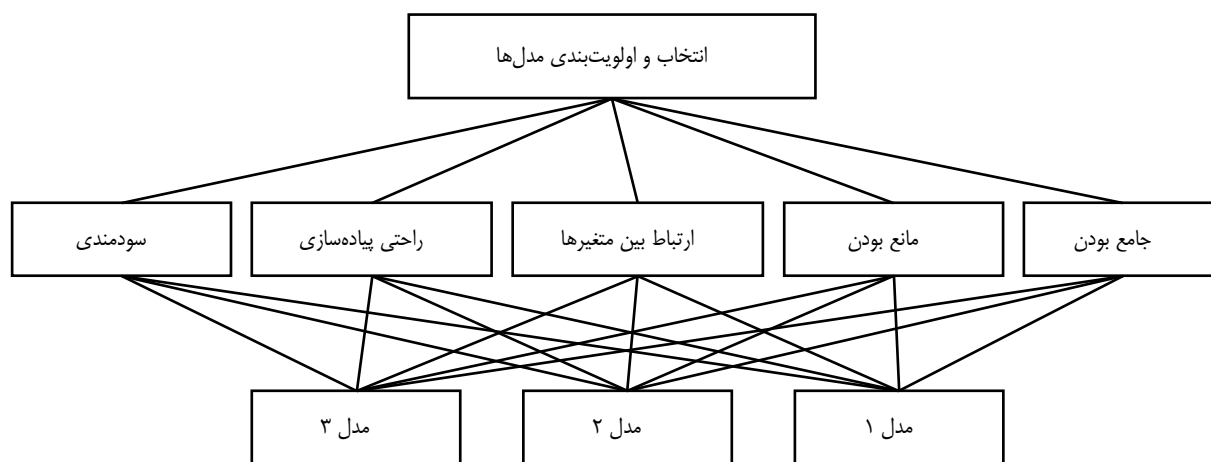 انتخاب و اولویت‌بندی مدل‌ها
جامع بودن
مانع بودن
ارتباط بین متغیرها
راحتی پیاده‌سازی
سودمندی
مدل ۱
مدل ۲
مدل ۳